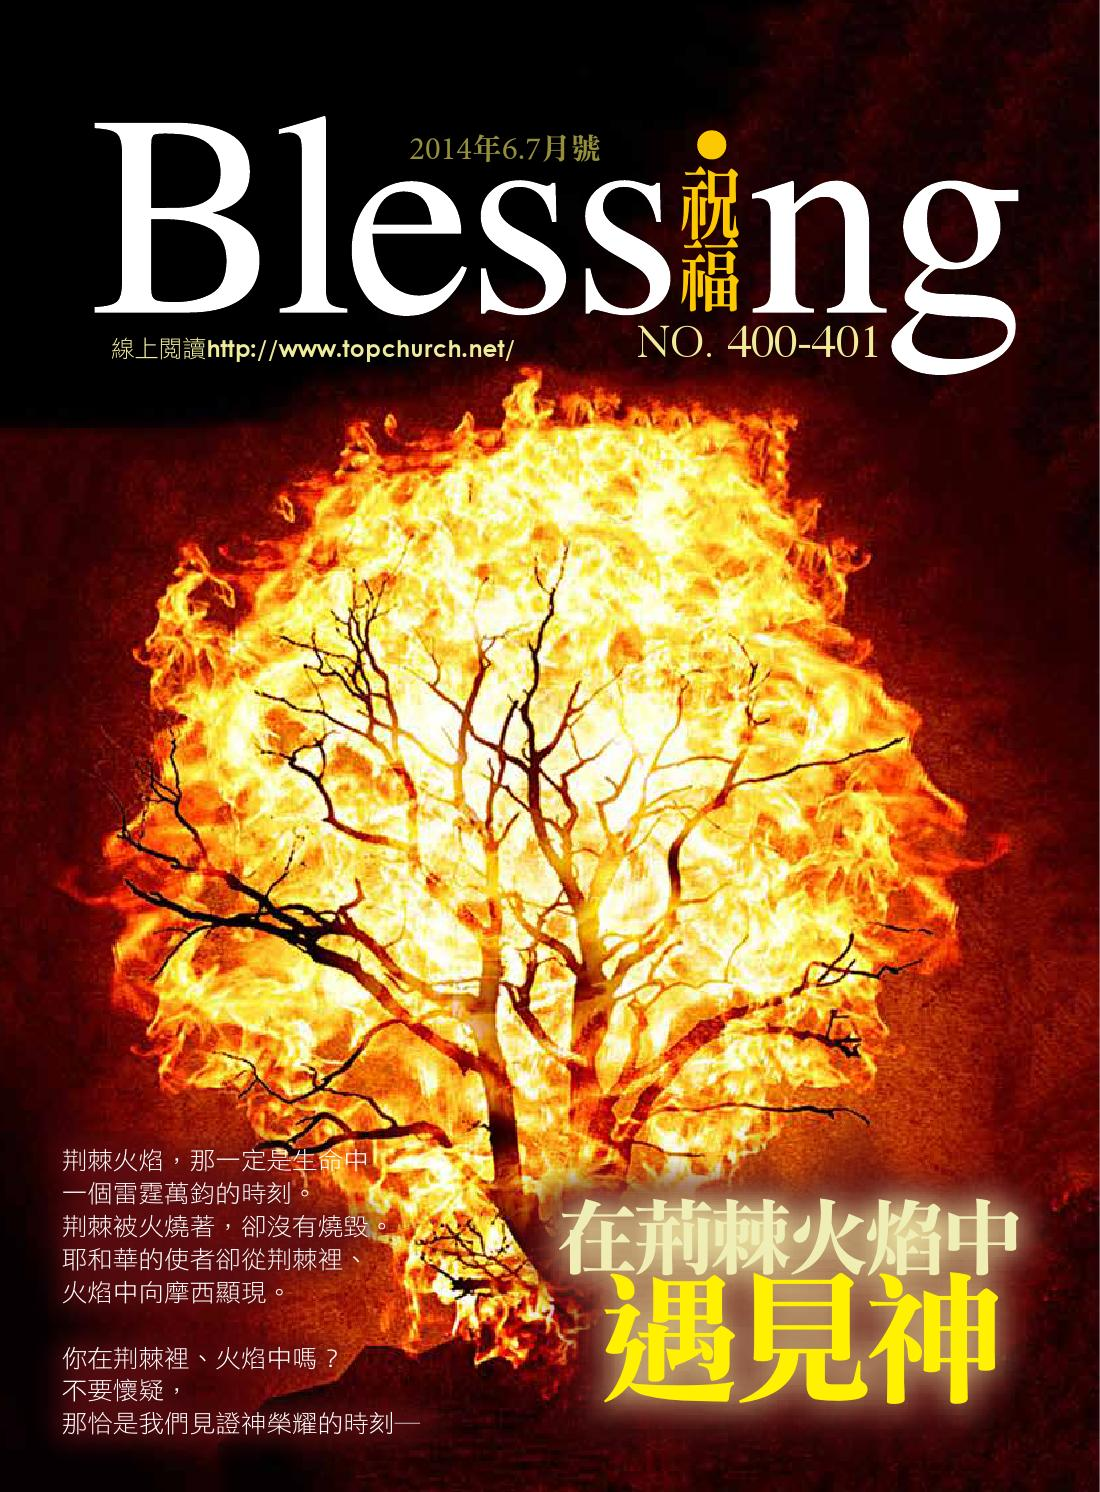 2014年6.7月號
Blessing
祝福
線上閱讀http://www.topchurch.net/
NO. 400-401
荆棘火焰，那一定是生命中
一個雷霆萬鈞的時刻。
荆棘被火燒著，卻沒有燒毀。
耶和華的使者卻從荆棘裡、
火焰中向摩西顯現。
你在荆棘裡、火焰中嗎？
不要懷疑，
那恰是我們見證神榮耀的時刻—
在荊棘火焰中
遇見神